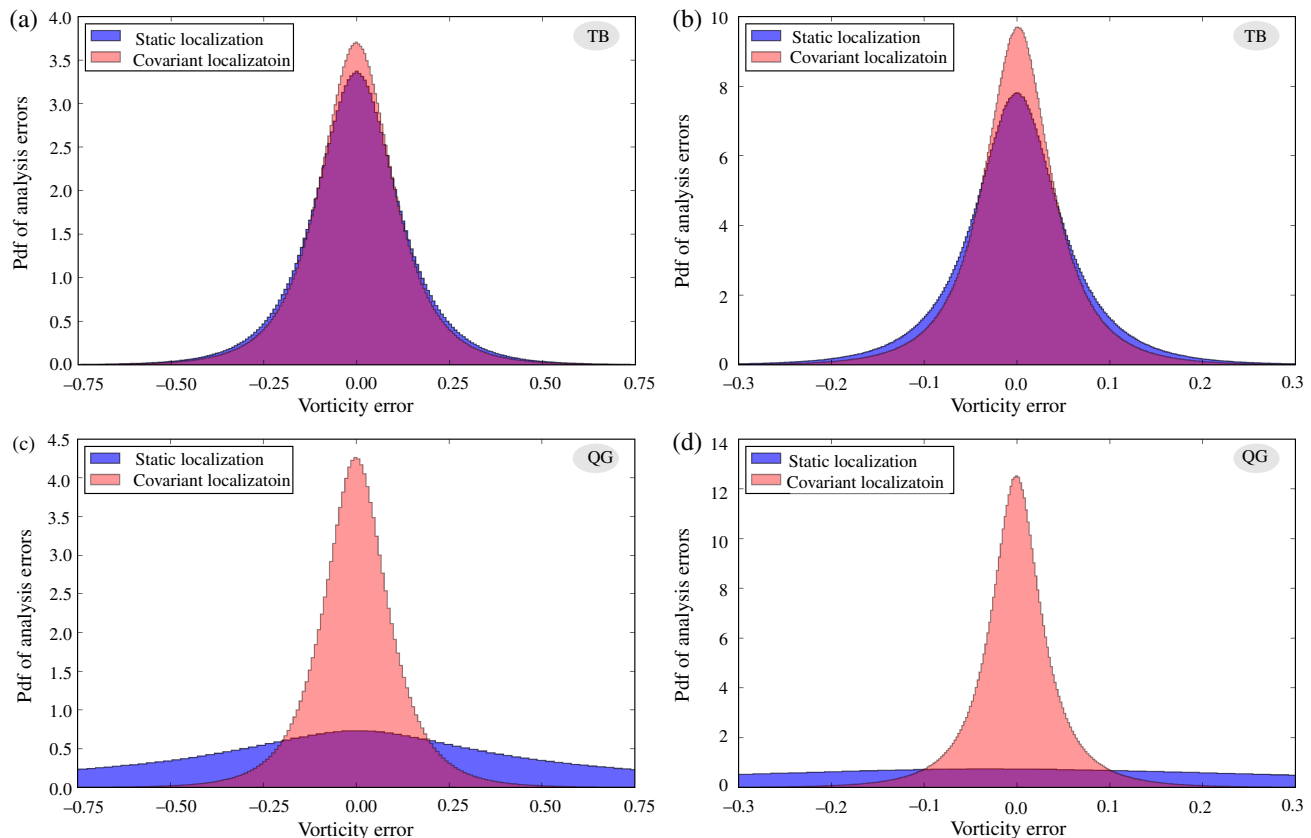 (a)
Static localization
Covariant localizatoin
TB
Pdf of analysis errors
4.0
3.5
3.0
2.5
2.0
1.5
1.0
0.5
0.0
−0.75 −0.50 −0.25 0.00 0.25 0.50 0.75
Vorticity error
(b)
Static localization
Covariant localizatoin
TB
Pdf of analysis errors
10
8
6
4
2
0
−0.3 −0.2 −0.1 0.0 0.1 0.2 0.3
Vorticity error
(c)
Static localization
Covariant localizatoin
QG
Pdf of analysis errors
4.5
4.0
3.5
3.0
2.5
2.0
1.5
1.0
0.5
0.0
−0.75 −0.50 −0.25 0.00 0.25 0.50 0.75
Vorticity error
(d)
Static localization
Covariant localizatoin
QG
Pdf of analysis errors
14
12
10
8
6
4
2
0
−0.3 −0.2 −0.1 0.0 0.1 0.2 0.3
Vorticity error